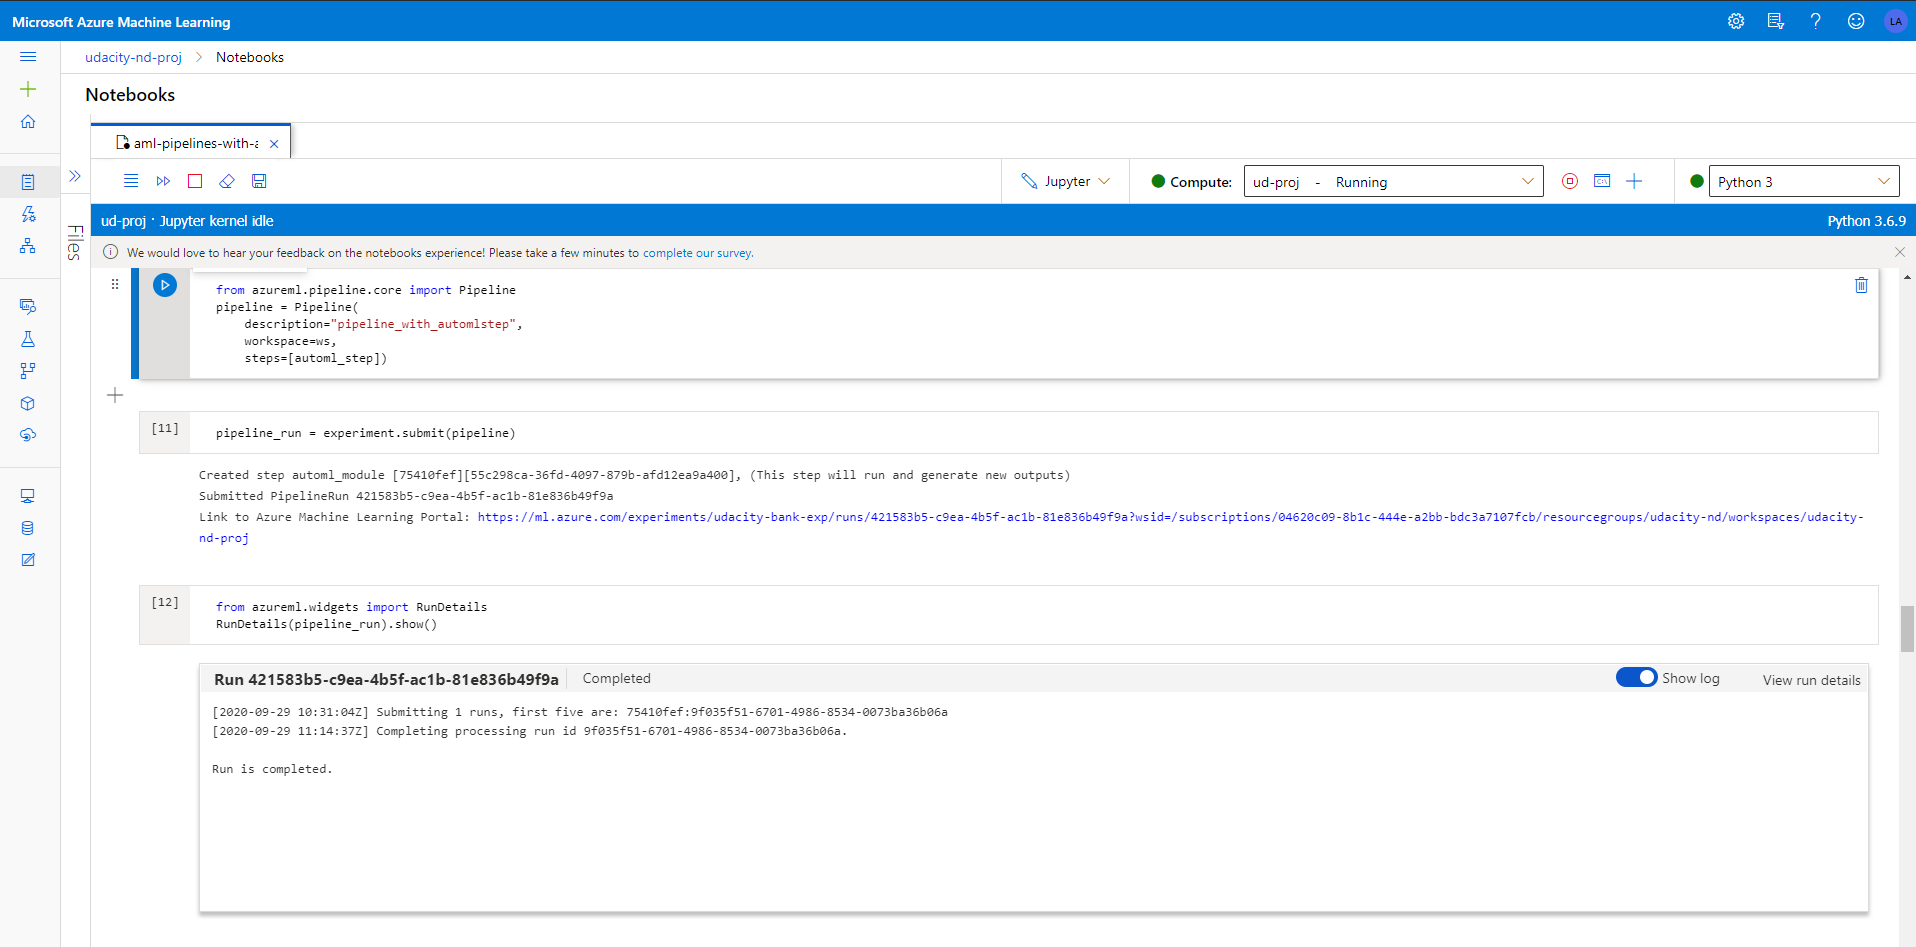 Microsoft Azure Machine Learning
LA
udacity-nd-proj > Notebooks
Notebooks
aml-pipelines-with-a
Jupyter
Compute:
ud-proj - Running
Python 3
Files
ud-proj · Jupyter kernel idle
Python 3.6.9
We would love to hear your feedback on the notebooks experience! Please take a few minutes to complete our survey.
from azureml.pipeline.core import Pipeline
pipeline = Pipeline(
    description="pipeline_with_automlstep",
    workspace=ws,
    steps=[automl_step])
[11]
pipeline_run = experiment.submit(pipeline)
Created step automl_module [75410fef][55c298ca-36fd-4097-879b-afd12ea9a400], (This step will run and generate new outputs)
Submitted PipelineRun 421583b5-c9ea-4b5f-ac1b-81e836b49f9a
Link to Azure Machine Learning Portal: https://ml.azure.com/experiments/udacity-bank-exp/runs/421583b5-c9ea-4b5f-ac1b-81e836b49f9a?wsid=/subscriptions/04620c09-8b1c-444e-a2bb-bdc3a7107fcb/resourcegroups/udacity-nd/workspaces/udacity-
nd-proj
[12]
from azureml.widgets import RunDetails
RunDetails(pipeline_run).show()
Run 421583b5-c9ea-4b5f-ac1b-81e836b49f9a
Completed
Show log
View run details
[2020-09-29 10:31:04Z] Submitting 1 runs, first five are: 75410fef:9f035f51-6701-4986-8534-0073ba36b06a
[2020-09-29 11:14:37Z] Completing processing run id 9f035f51-6701-4986-8534-0073ba36b06a.
Run is completed.